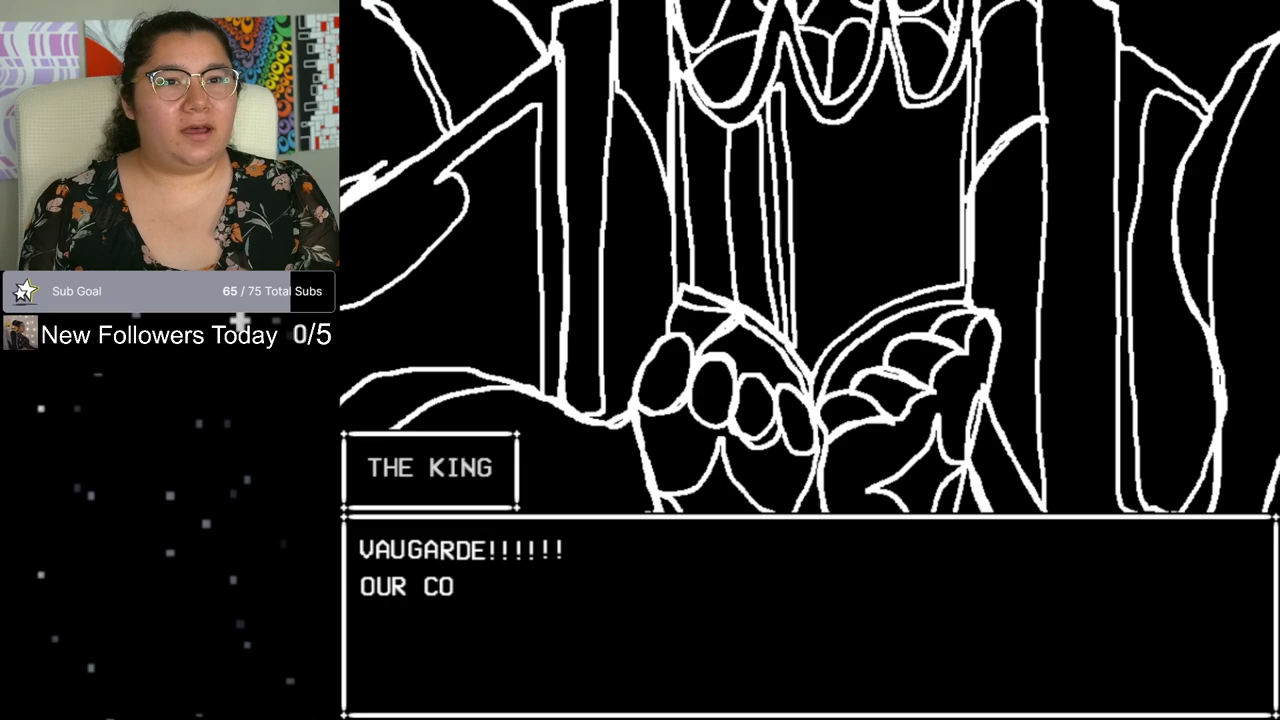 Sub Goal 65 / 75 Total Subs
New Followers Today 0/5
THE KING
VAUGARDE!!!!!!
OUR CO